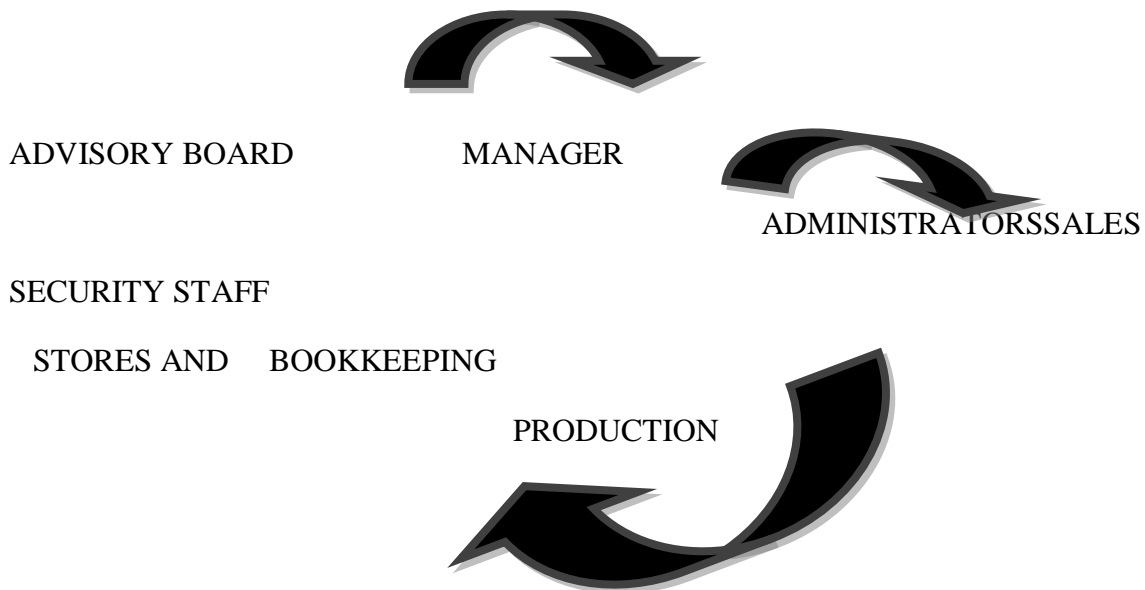 ADVISORY BOARD MANAGER
ADMINISTRATORSSALES
SECURITY STAFF
STORES AND BOOKKEEPING
PRODUCTION